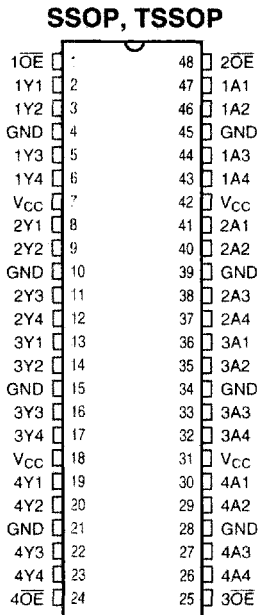 SSOP, TSSOP
1OE 1 48 2OE
1Y1 2 47 1A1
1Y2 3 46 1A2
GND 4 45 GND
1Y3 5 44 1A3
1Y4 6 43 1A4
VCC 7 42 VCC
2Y1 8 41 2A1
2Y2 9 40 2A2
GND 10 39 GND
2Y3 11 38 2A3
2Y4 12 37 2A4
3Y1 13 36 3A1
3Y2 14 35 3A2
GND 15 34 GND
3Y3 16 33 3A3
3Y4 17 32 3A4
VCC 18 31 VCC
4Y1 19 30 4A1
4Y2 20 29 4A2
GND 21 28 GND
4Y3 22 27 4A3
4Y4 23 26 4A4
4OE 24 25 3OE